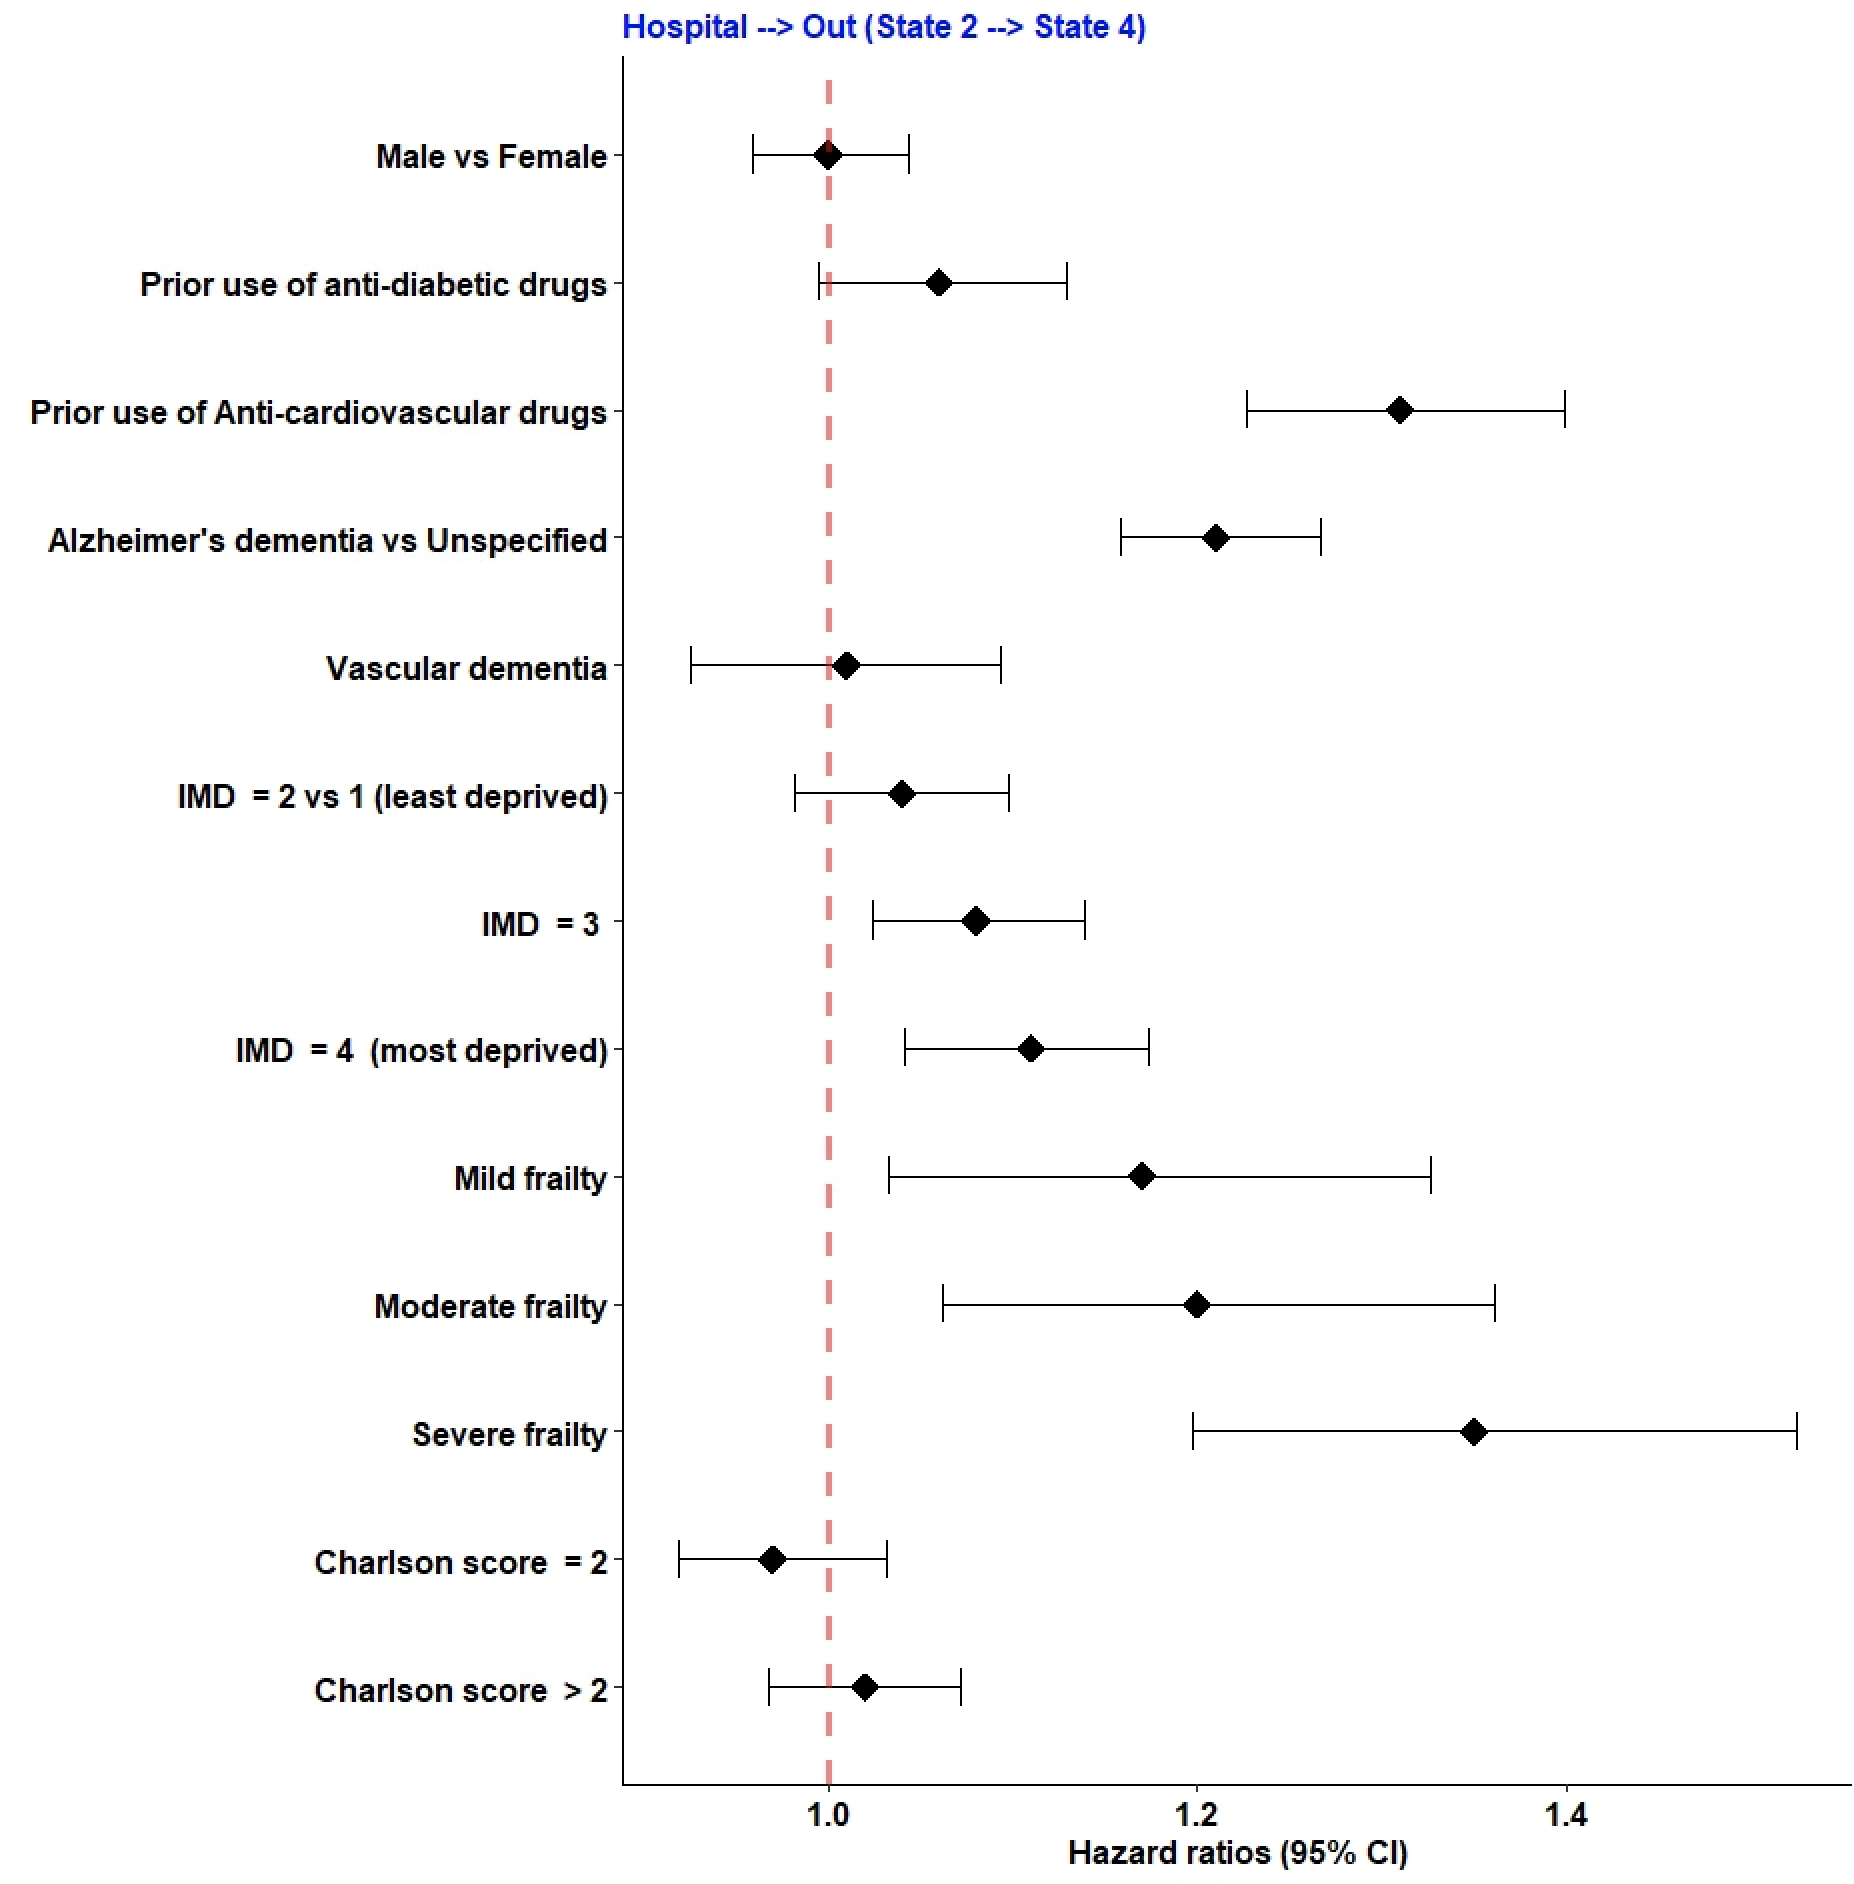 Hospital --> Out (State 2 --> State 4)
Male vs Female
Prior use of anti-diabetic drugs
Prior use of Anti-cardiovascular drugs
Alzheimer's dementia vs Unspecified
Vascular dementia
IMD = 2 vs 1 (least deprived)
IMD = 3
IMD = 4 (most deprived)
Mild frailty
Moderate frailty
Severe frailty
Charlson score = 2
Charlson score > 2
1.0 1.2 1.4
Hazard ratios (95% CI)